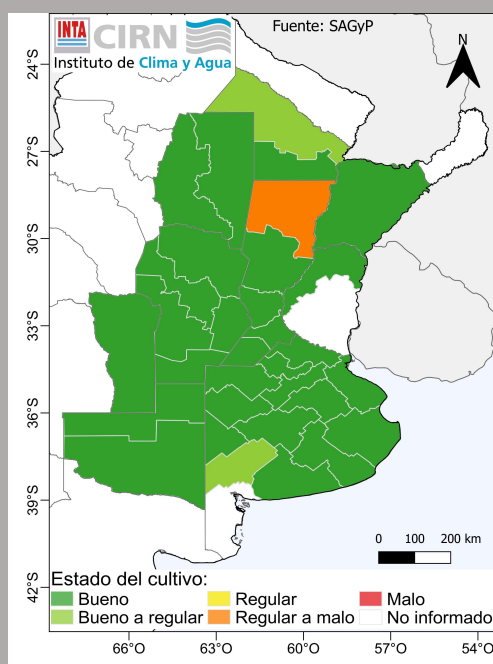 INTA CIRN
Instituto de Clima y Agua
Fuente: SAGyP
N
24°S
27°S
30°S
33°S
36°S
39°S
42°S
0 100 200 km
Estado del cultivo:
Bueno Regular Malo
Bueno a regular Regular a malo No informado
66°O 63°O 60°O 57°O 54°O